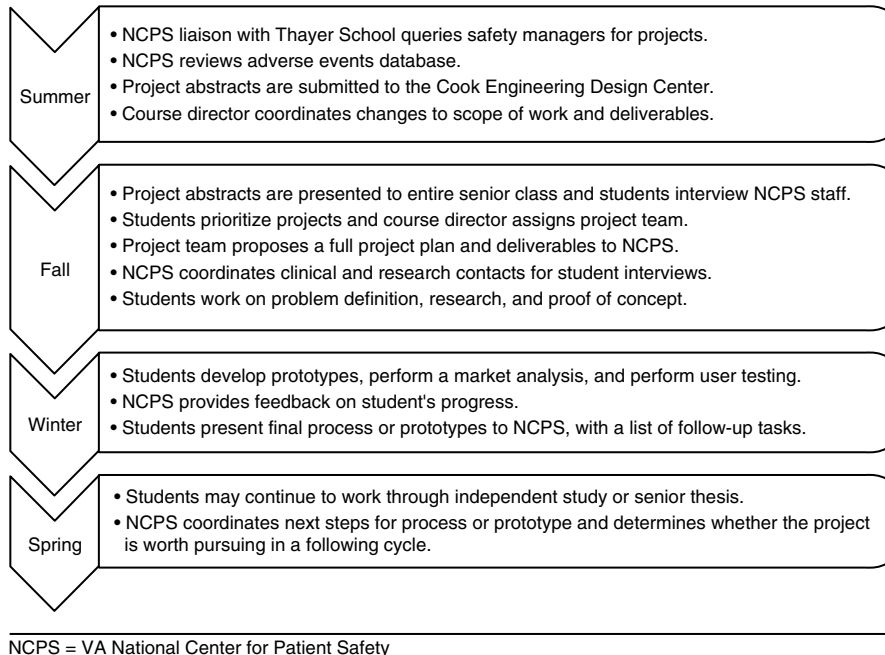 Summer
• NCPS liaison with Thayer School queries safety managers for projects.
• NCPS reviews adverse events database.
• Project abstracts are submitted to the Cook Engineering Design Center.
• Course director coordinates changes to scope of work and deliverables.
Fall
• Project abstracts are presented to entire senior class and students interview NCPS staff.
• Students prioritize projects and course director assigns project team.
• Project team proposes a full project plan and deliverables to NCPS.
• NCPS coordinates clinical and research contacts for student interviews.
• Students work on problem definition, research, and proof of concept.
Winter
• Students develop prototypes, perform a market analysis, and perform user testing.
• NCPS provides feedback on student's progress.
• Students present final process or prototypes to NCPS, with a list of follow-up tasks.
Spring
• Students may continue to work through independent study or senior thesis.
• NCPS coordinates next steps for process or prototype and determines whether the project
is worth pursuing in a following cycle.
NCPS = VA National Center for Patient Safety